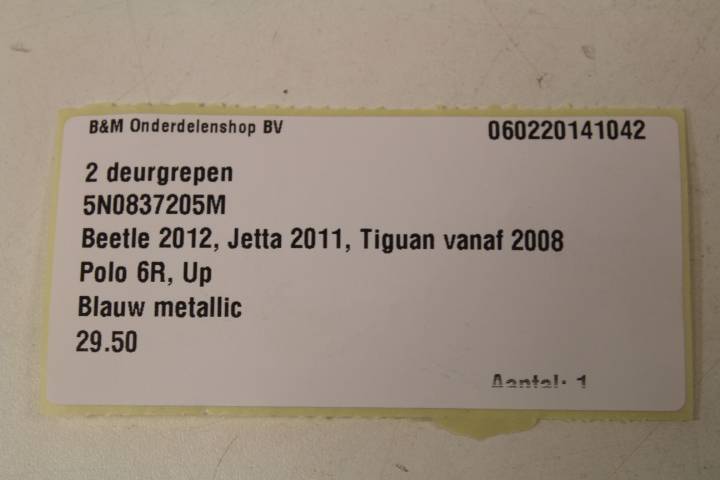 B&M Onderdelenshop BV 060220141042
2 deurgrepen
5N0837205M
Beetle 2012, Jetta 2011, Tiguan vanaf 2008
Polo 6R, Up
Blauw metallic
29.50
Aantal: 1